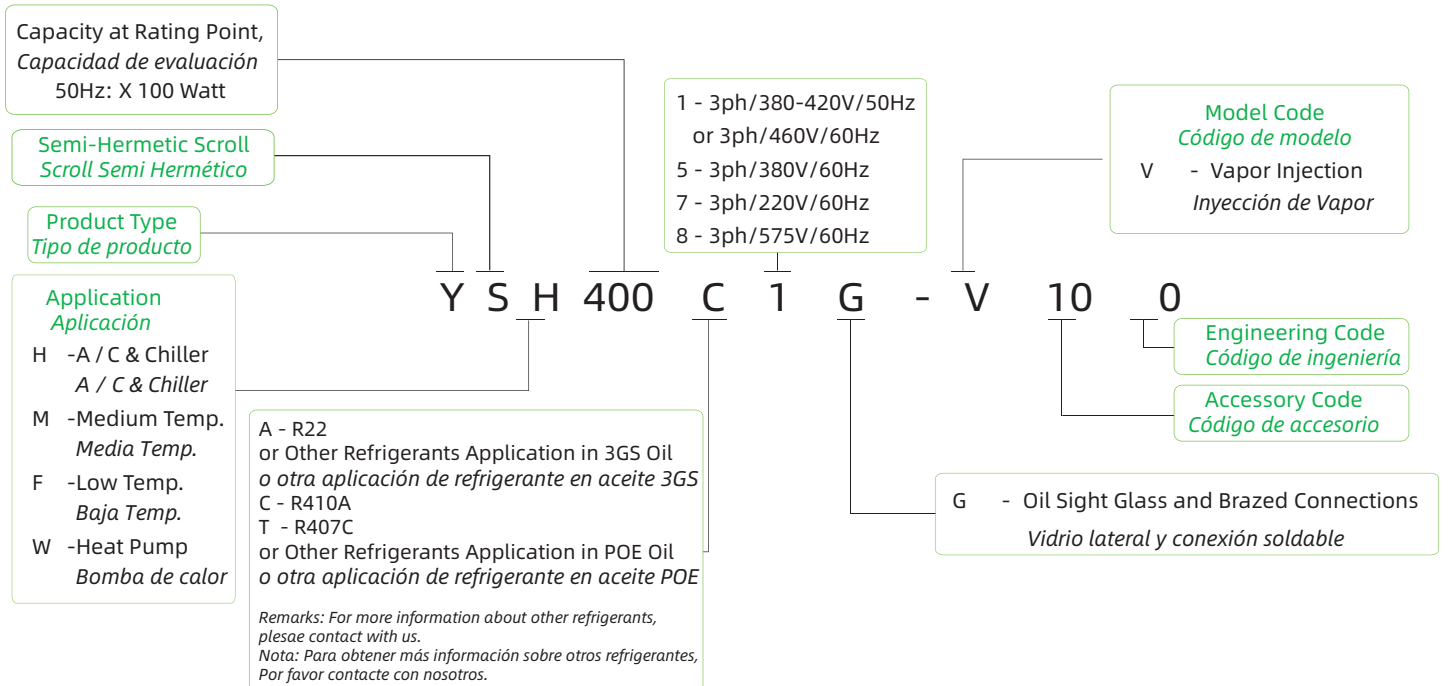 Capacity at Rating Point,
Capacidad de evaluación
50Hz: X 100 Watt
Semi-Hermetic Scroll
Scroll Semi Hermético
Product Type
Tipo de producto
Application
Aplicación
H -A / C & Chiller
A / C & Chiller
M -Medium Temp.
Media Temp.
F -Low Temp.
Baja Temp.
W -Heat Pump
Bomba de calor
1 - 3ph/380-420V/50Hz
or 3ph/460V/60Hz
5 - 3ph/380V/60Hz
7 - 3ph/220V/60Hz
8 - 3ph/575V/60Hz
Model Code
Código de modelo
V - Vapor Injection
Inyección de Vapor
Y S H 400 C 1 G - V 10 0
Engineering Code
Código de ingeniería
Accessory Code
Código de accesorio
G - Oil Sight Glass and Brazed Connections
Vidrio lateral y conexión soldable
A - R22
or Other Refrigerants Application in 3GS Oil
o otra aplicación de refrigerante en aceite 3GS
C - R410A
T - R407C
or Other Refrigerants Application in POE Oil
o otra aplicación de refrigerante en aceite POE
Remarks: For more information about other refrigerants,
plesae contact with us.
Nota: Para obtener más información sobre otros refrigerantes,
Por favor contacte con nosotros.